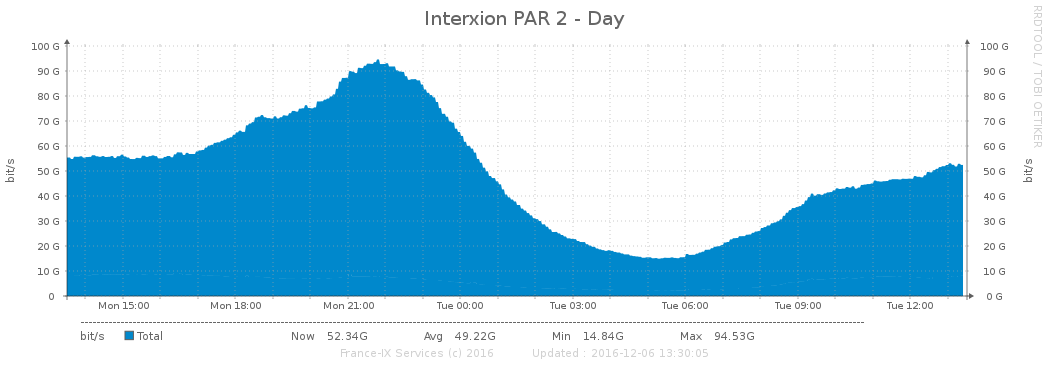 Interxion PAR 2 - Day
RRDTOOL / TOBI OETIKER
bit/s
100 G 100 G
90 G 90 G
80 G 80 G
70 G 70 G
60 G 60 G
50 G 50 G
40 G 40 G
30 G 30 G
20 G 20 G
10 G 10 G
0 0 G
bit/s
Mon 15:00 Mon 18:00 Mon 21:00 Tue 00:00 Tue 03:00 Tue 06:00 Tue 09:00 Tue 12:00
bit/s Total Now 52.34G Avg 49.22G Min 14.84G Max 94.53G
France-IX Services (c) 2016 Updated : 2016-12-06 13:30:05